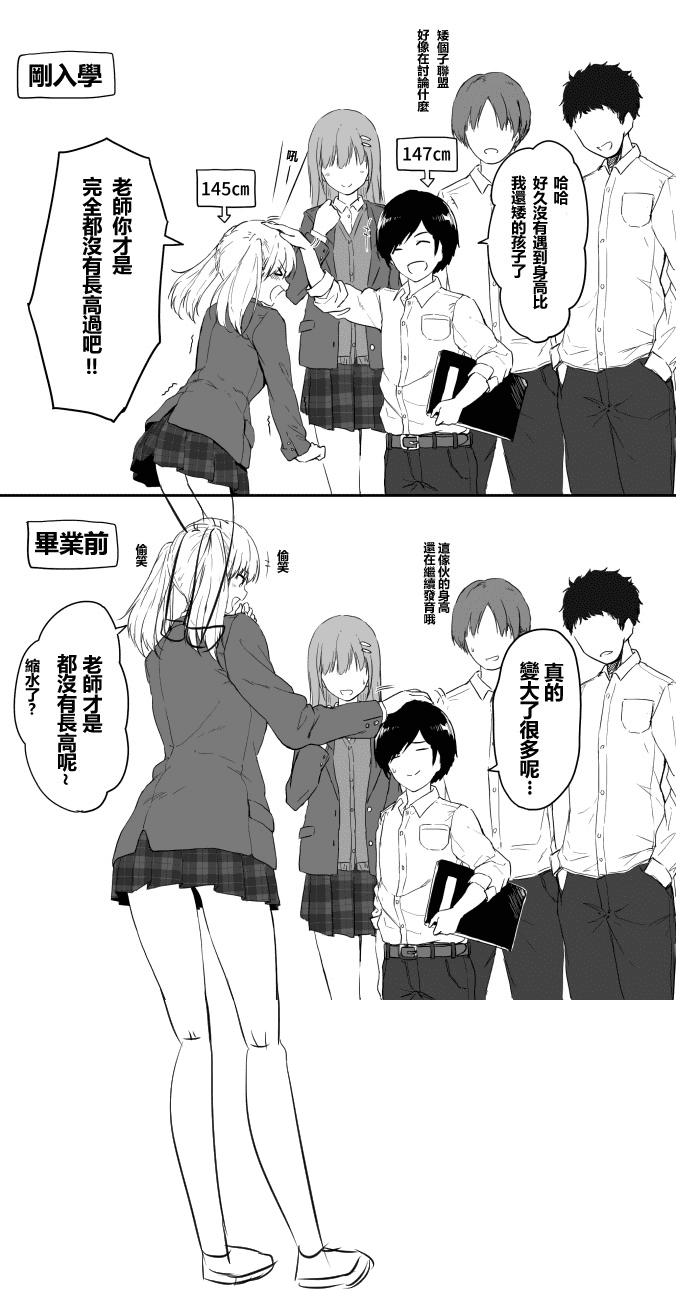 剛入學
矮個子聯盟
好像在討論什麼
147cm
哈哈
好久沒有遇到身高比
我還矮的孩子了
吼—
145cm
老師你才是
完全都沒有長高過吧!!
畢業前
這傢伙的身高
還在繼續發育哦
真的
變大了很多呢…
偷笑
偷笑
老師才是
都沒有長高呢~
縮水了?